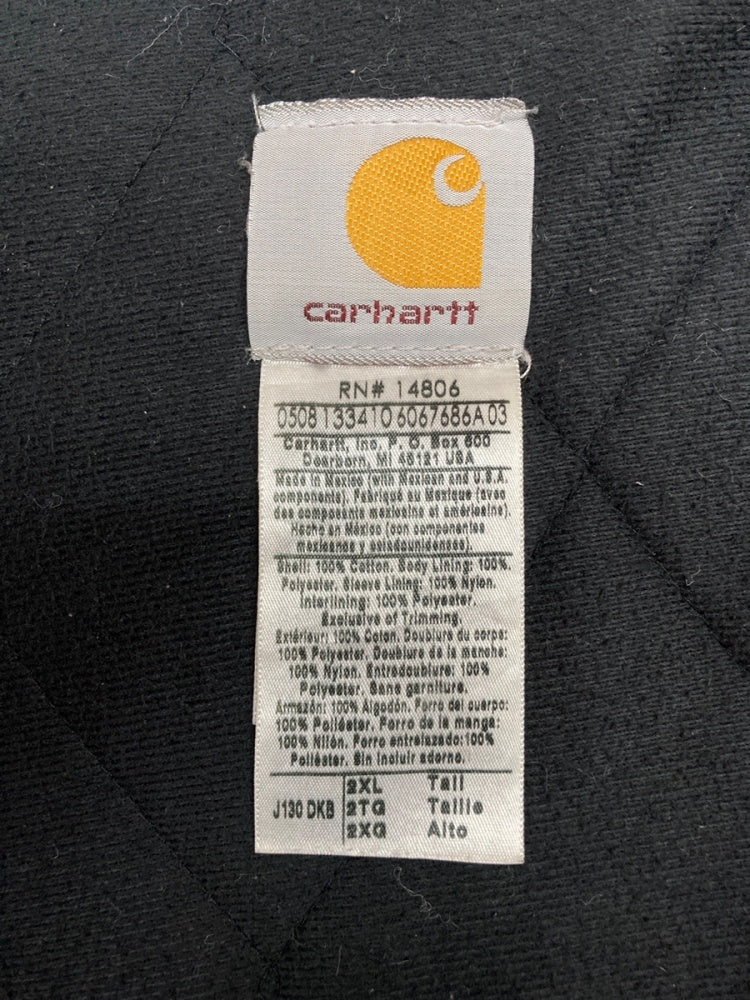 carhartt
RN# 14806
0508133410 6067686A 03
Carhartt, Inc. P. O. Box 600
Dearborn, MI 48121 USA
Made in Mexico (with Mexican and U.S.A.
components). Fabriqué au Mexique (avec
des composants mexicains et américains).
Hecho en México (con componentes
mexicanos y estadounidenses).
Shell: 100% Cotton. Body Lining: 100%
Polyester. Sleeve Lining: 100% Nylon.
Interlining: 100% Polyester.
Exclusive of Trimming.
Extérieur: 100% Coton. Doublure du corps:
100% Polyester. Doublure de la manche:
100% Nylon. Entredoublure: 100%
Polyester. Sans garniture.
Armazón: 100% Algodón. Forro del cuerpo:
100% Poliéster. Forro de la manga:
100% Nilón. Forro entrelazado:100%
Poliéster. Sin incluir adorno.
J130 DKB
2XL Tall
2TG Taille
2XG Alto